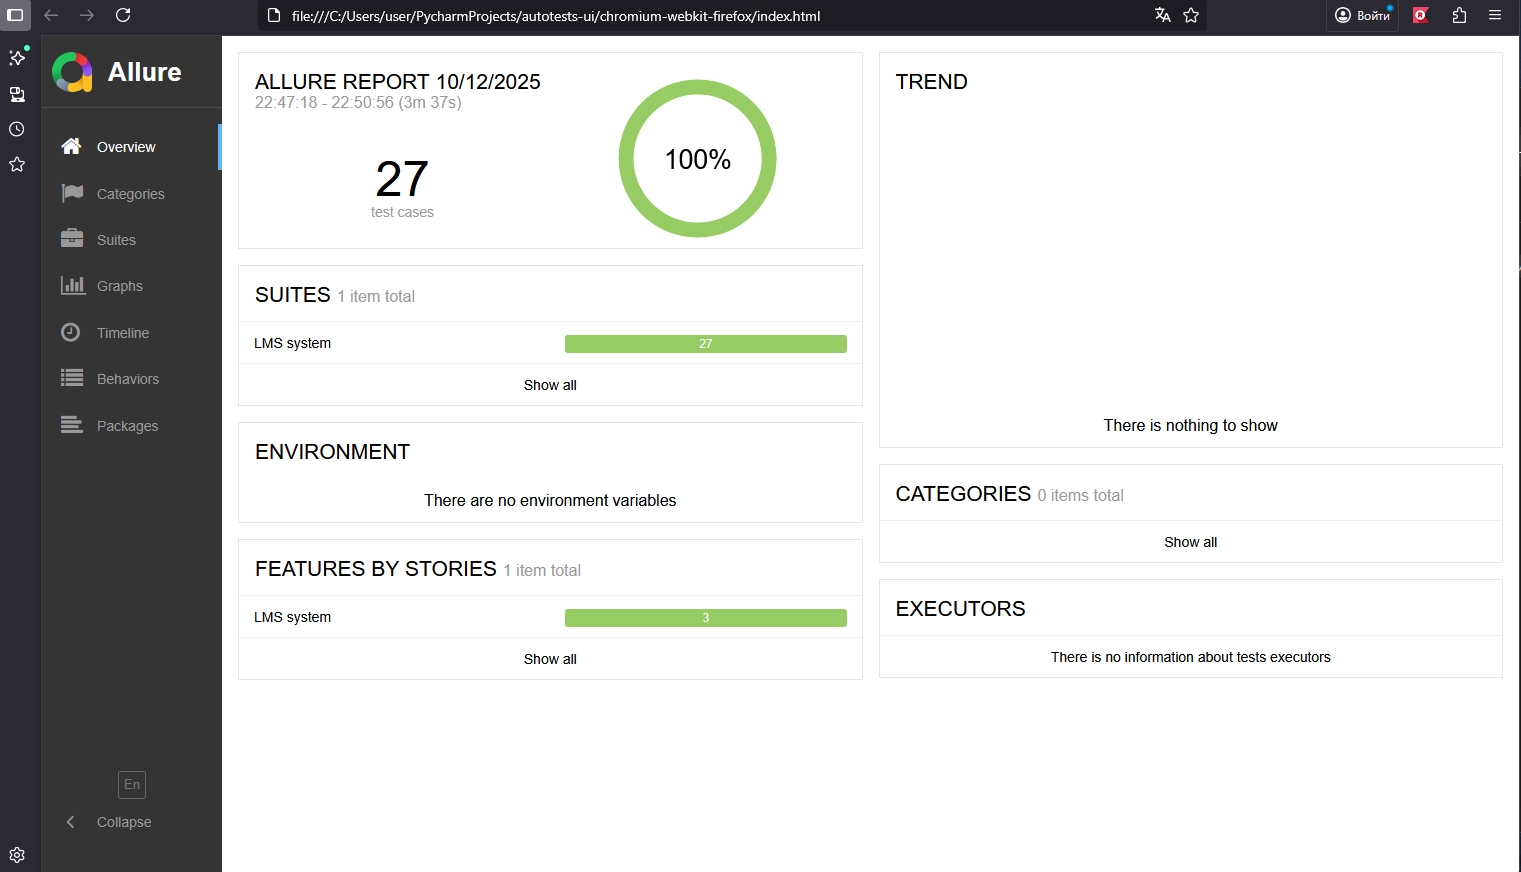 file:///C:/Users/user/PycharmProjects/autotests-ui/chromium-webkit-firefox/index.html
Войти
Allure
Overview
Categories
Suites
Graphs
Timeline
Behaviors
Packages
En
Collapse
ALLURE REPORT 10/12/2025
22:47:18 - 22:50:56 (3m 37s)
27
test cases
100%
SUITES 1 item total
LMS system 27
Show all
ENVIRONMENT
There are no environment variables
FEATURES BY STORIES 1 item total
LMS system 3
Show all
TREND
There is nothing to show
CATEGORIES 0 items total
Show all
EXECUTORS
There is no information about tests executors